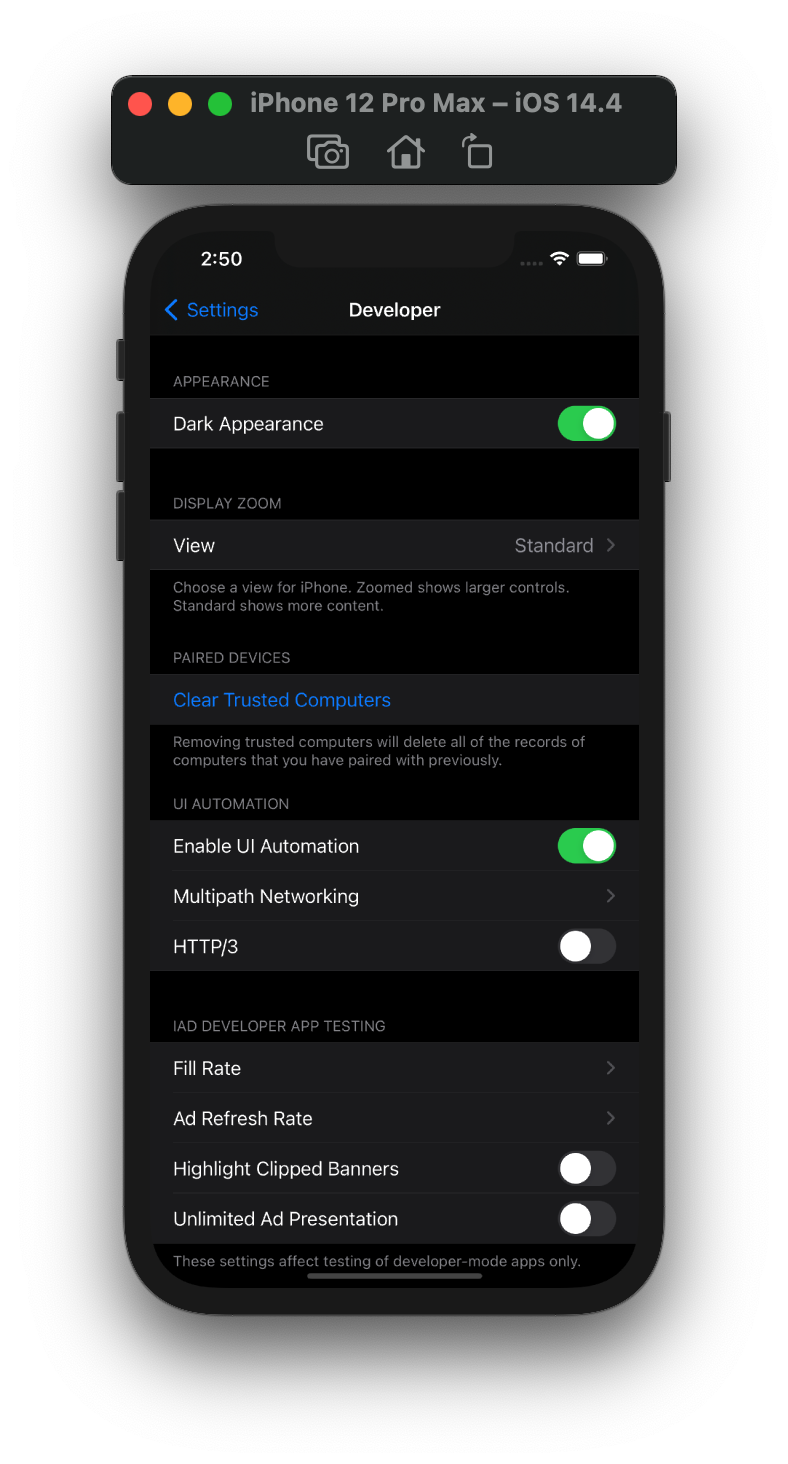 iPhone 12 Pro Max – iOS 14.4
2:50
Settings
Developer
APPEARANCE
Dark Appearance
DISPLAY ZOOM
View
Standard
Choose a view for iPhone. Zoomed shows larger controls.
Standard shows more content.
PAIRED DEVICES
Clear Trusted Computers
Removing trusted computers will delete all of the records of
computers that you have paired with previously.
UI AUTOMATION
Enable UI Automation
Multipath Networking
HTTP/3
IAD DEVELOPER APP TESTING
Fill Rate
Ad Refresh Rate
Highlight Clipped Banners
Unlimited Ad Presentation
These settings affect testing of developer-mode apps only.